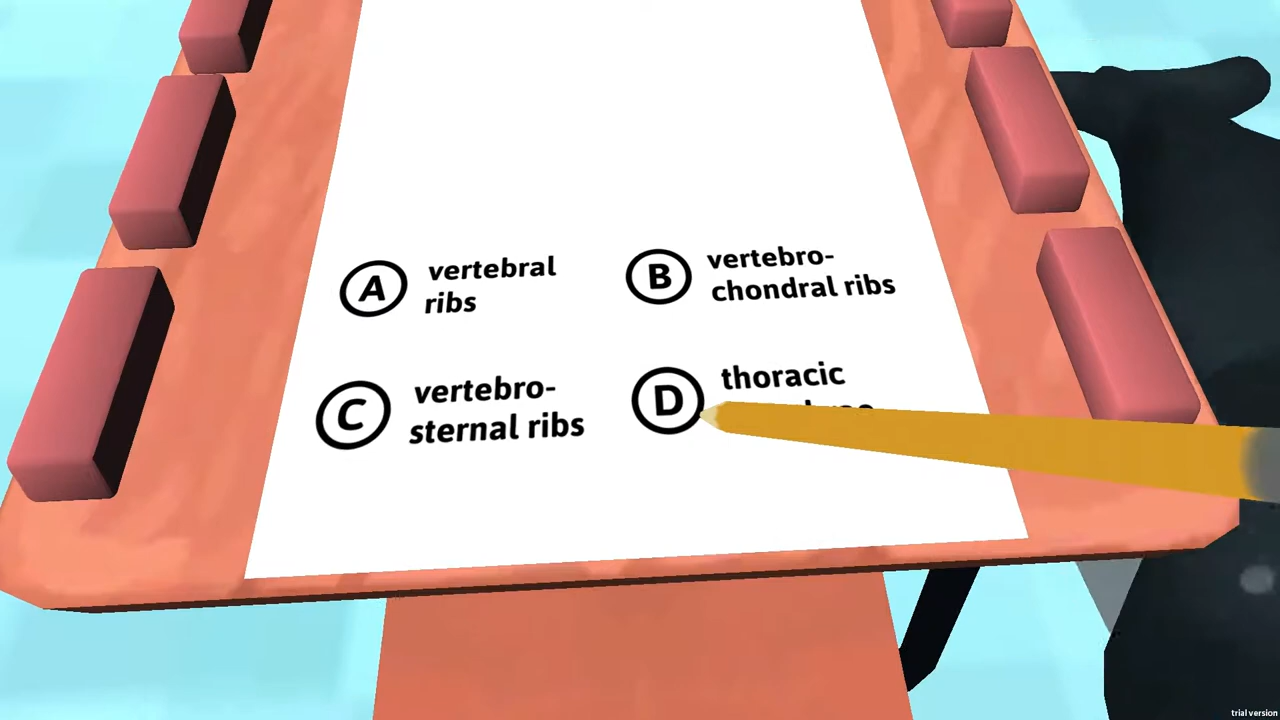 A vertebral
ribs
B vertebro-
chondral ribs
C vertebro-
sternal ribs
D thoracic
trial version